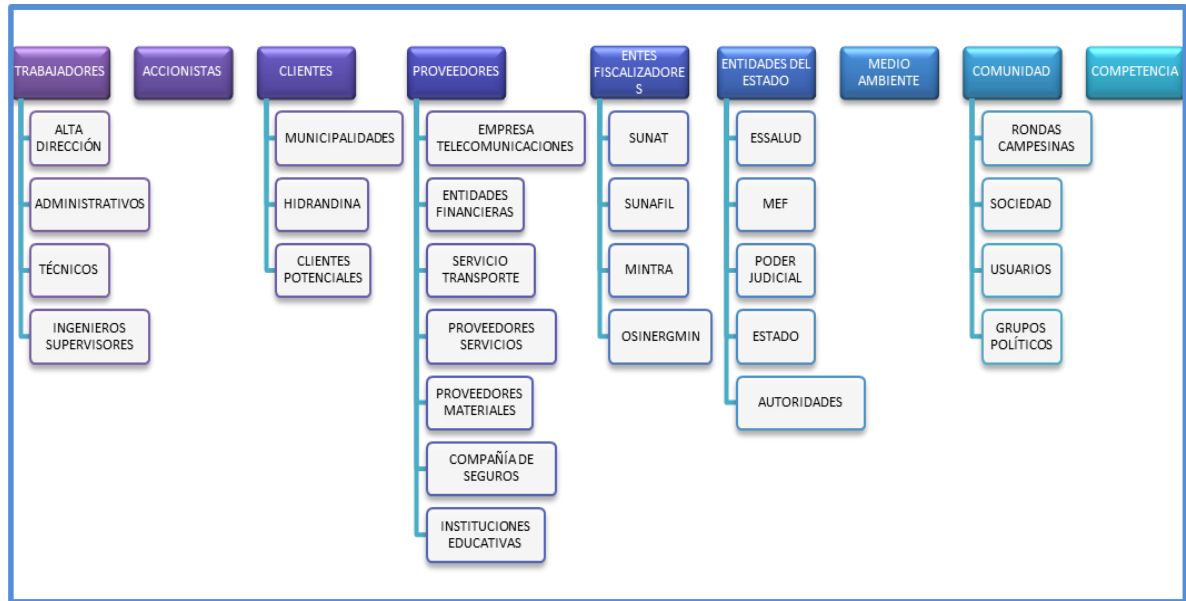 TRABAJADORES
ALTA
DIRECCIÓN
ADMINISTRATIVOS
TÉCNICOS
INGENIEROS
SUPERVISORES
ACCIONISTAS
CLIENTES
MUNICIPALIDADES
HIDRANDINA
CLIENTES
POTENCIALES
PROVEEDORES
EMPRESA
TELECOMUNICACIONES
ENTIDADES
FINANCIERAS
SERVICIO
TRANSPORTE
PROVEEDORES
SERVICIOS
PROVEEDORES
MATERIALES
COMPAÑÍA DE
SEGUROS
INSTITUCIONES
EDUCATIVAS
ENTES
FISCALIZADORE
S
SUNAT
SUNAFIL
MINTRA
OSINERGMIN
ENTIDADES DEL
ESTADO
ESSALUD
MEF
PODER
JUDICIAL
ESTADO
AUTORIDADES
MEDIO
AMBIENTE
COMUNIDAD
RONDAS
CAMPESINAS
SOCIEDAD
USUARIOS
GRUPOS
POLÍTICOS
COMPETENCIA